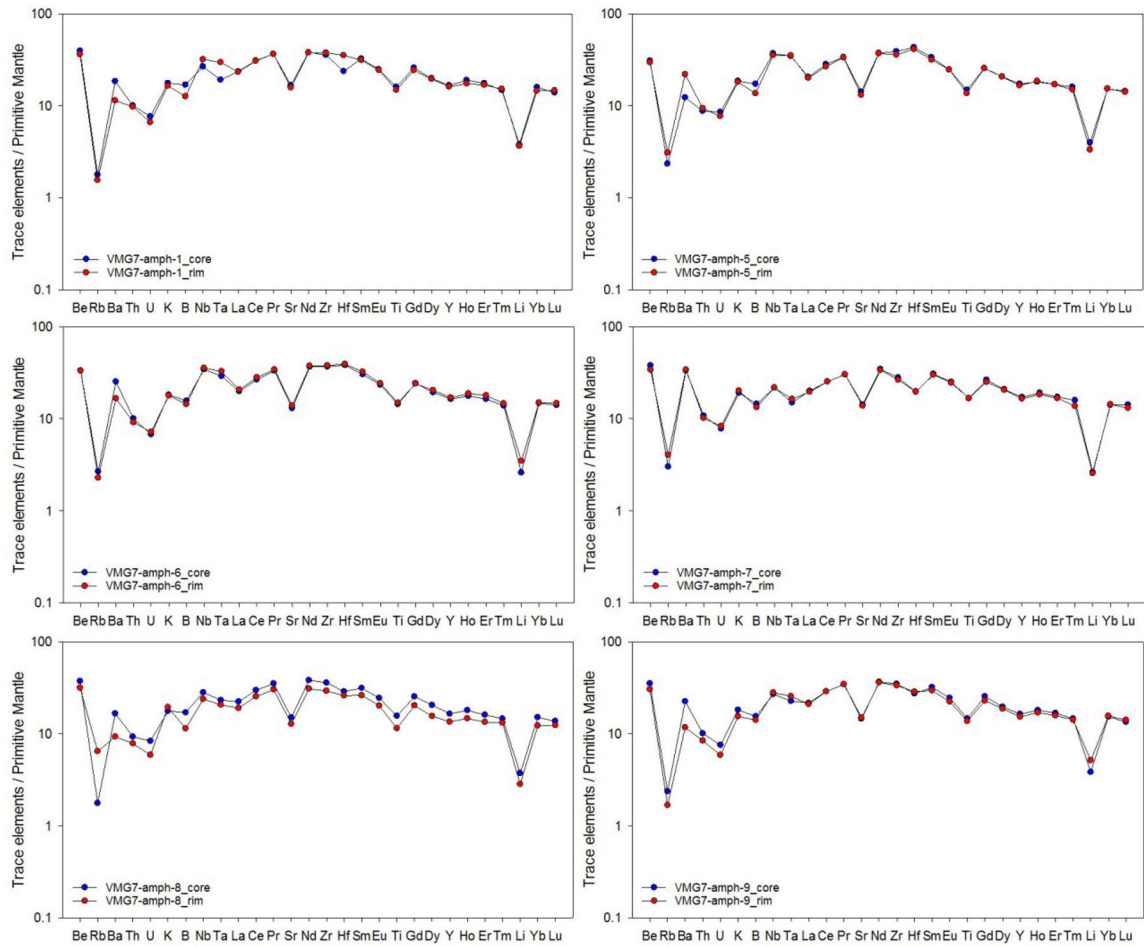 100
10
1
0.1
Trace elements / Primitive Mantle
VMG7-amph-1_core
VMG7-amph-1_rim
Be Rb Ba Th U K B Nb Ta La Ce Pr Sr Nd Zr Hf Sm Eu Ti Gd Dy Y Ho Er Tm Li Yb Lu
100
10
1
0.1
Trace elements / Primitive Mantle
VMG7-amph-5_core
VMG7-amph-5_rim
Be Rb Ba Th U K B Nb Ta La Ce Pr Sr Nd Zr Hf Sm Eu Ti Gd Dy Y Ho Er Tm Li Yb Lu
100
10
1
0.1
Trace elements / Primitive Mantle
VMG7-amph-6_core
VMG7-amph-6_rim
Be Rb Ba Th U K B Nb Ta La Ce Pr Sr Nd Zr Hf Sm Eu Ti Gd Dy Y Ho Er Tm Li Yb Lu
100
10
1
0.1
Trace elements / Primitive Mantle
VMG7-amph-7_core
VMG7-amph-7_rim
Be Rb Ba Th U K B Nb Ta La Ce Pr Sr Nd Zr Hf Sm Eu Ti Gd Dy Y Ho Er Tm Li Yb Lu
100
10
1
0.1
Trace elements / Primitive Mantle
VMG7-amph-8_core
VMG7-amph-8_rim
Be Rb Ba Th U K B Nb Ta La Ce Pr Sr Nd Zr Hf Sm Eu Ti Gd Dy Y Ho Er Tm Li Yb Lu
100
10
1
0.1
Trace elements / Primitive Mantle
VMG7-amph-9_core
VMG7-amph-9_rim
Be Rb Ba Th U K B Nb Ta La Ce Pr Sr Nd Zr Hf Sm Eu Ti Gd Dy Y Ho Er Tm Li Yb Lu